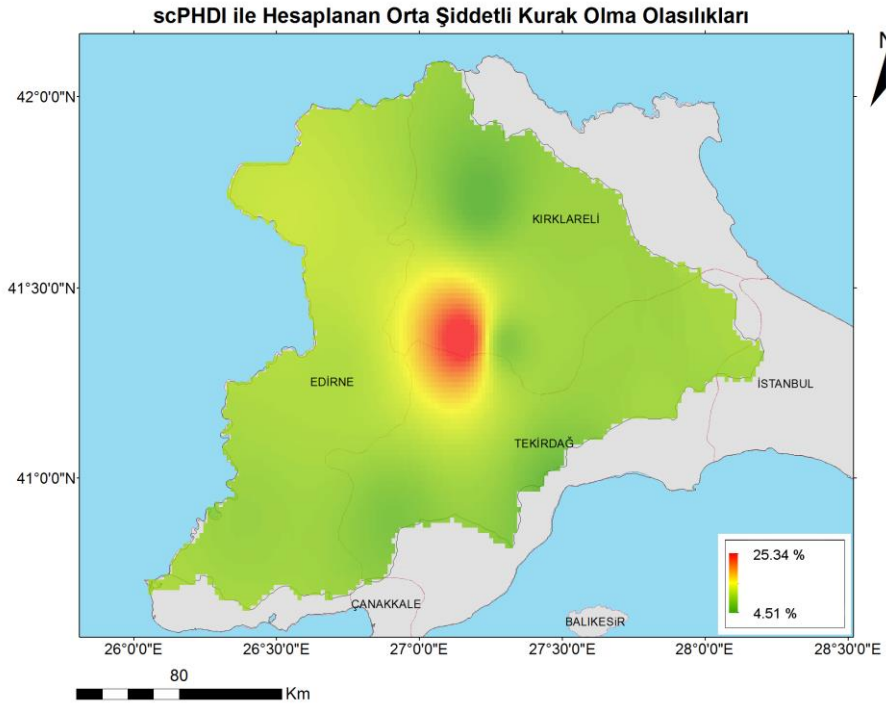 scPHDI ile Hesaplanan Orta Şiddetli Kurak Olma Olasılıkları
N
42°0'0"N
KIRKLARELİ
41°30'0"N
EDİRNE
İSTANBUL
TEKİRDAĞ
41°0'0"N
25.34 %
4.51 %
ÇANAKKALE
BALIKESİR
26°0'0"E
26°30'0"E
27°0'0"E
27°30'0"E
28°0'0"E
28°30'0"E
80
Km